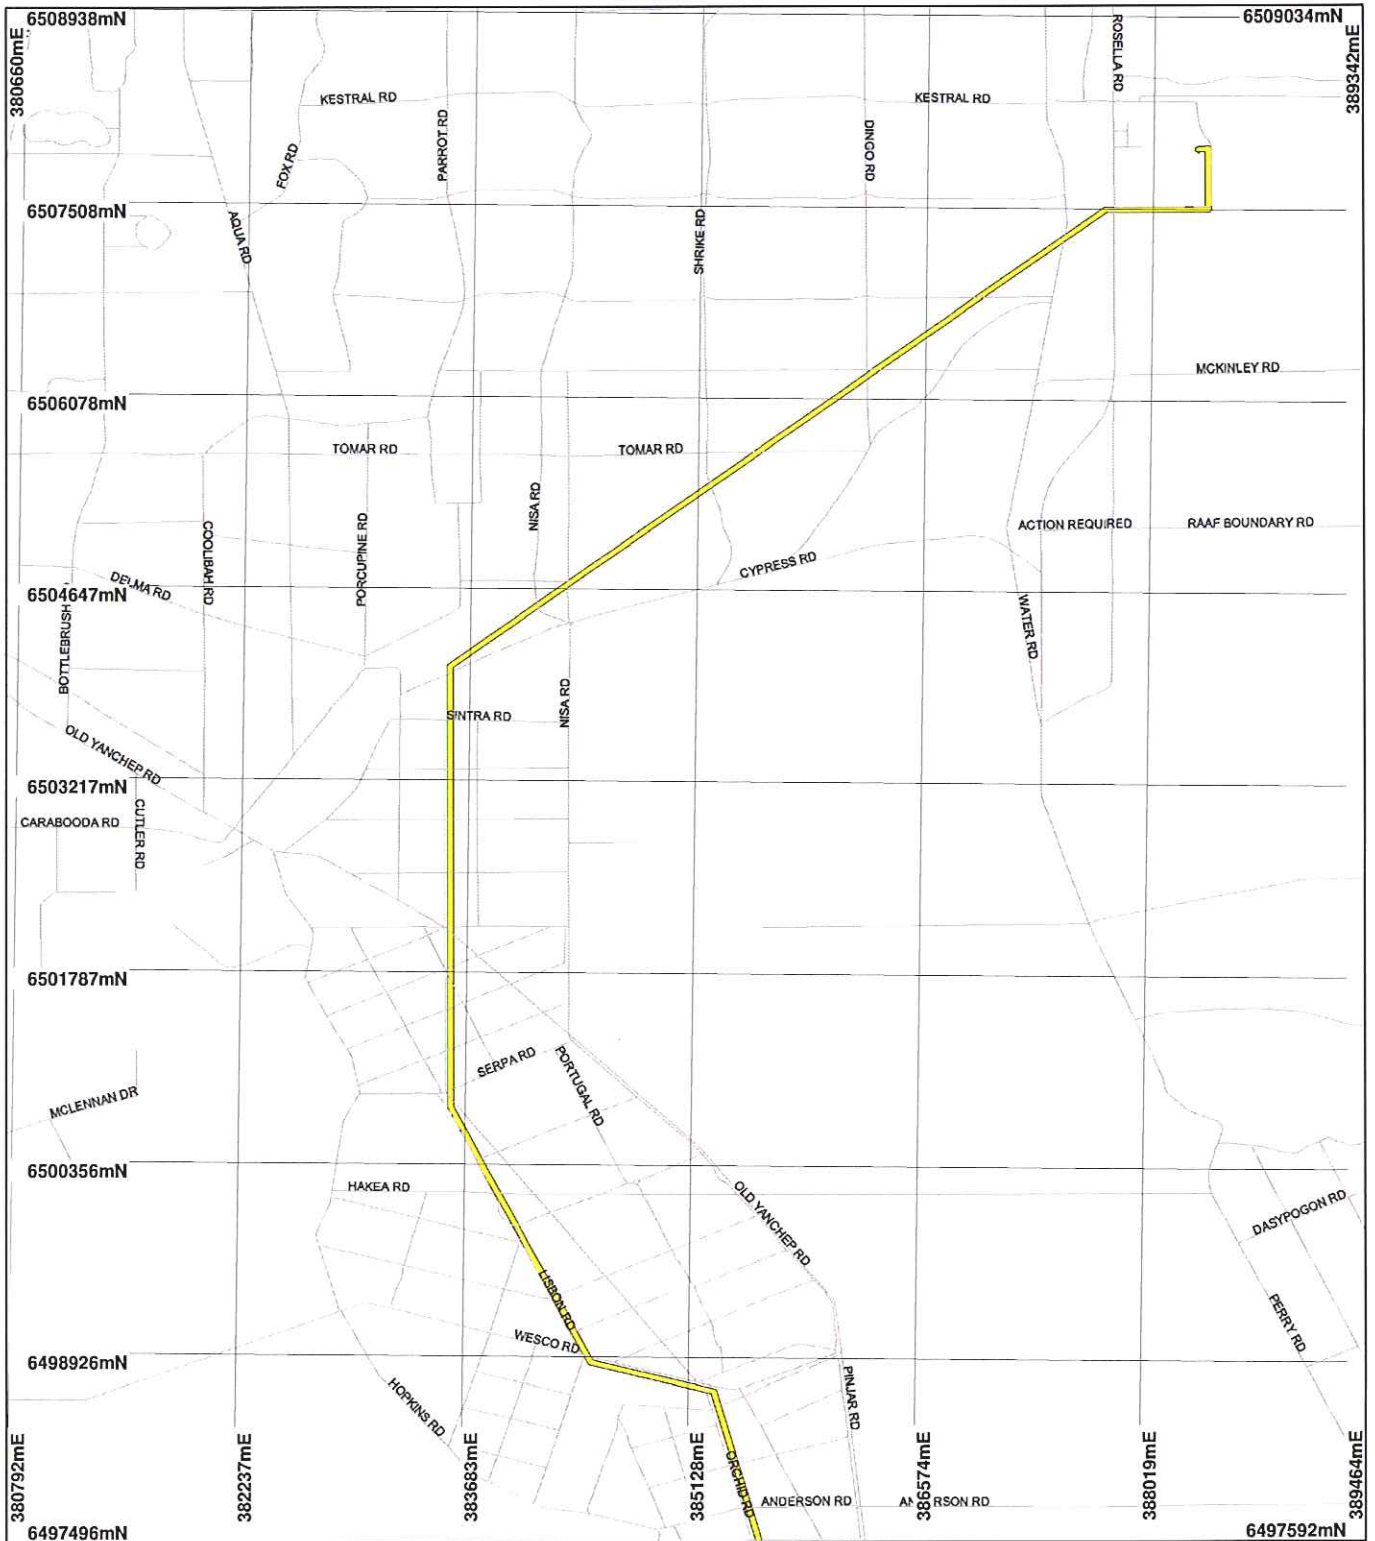 6508938mN
6509034mN
380660mE
389342mE
ROSELLA RD
KESTRAL RD
KESTRAL RD
PARROT RD
DINGO RD
FOX RD
6507508mN
AQUA RD
SHRIKE RD
MCKINLEY RD
6506078mN
TOMAR RD
TOMAR RD
NISA RD
COOLIBAH RD
PORCUPINE RD
ACTION REQUIRED
RAAF BOUNDARY RD
CYPRESS RD
DELMA RD
6504647mN
BOTTLEBRUSH
WATER RD
SINTRA RD
NISA RD
OLD YANCHEP RD
6503217mN
CARABOODA RD
CUTLER RD
6501787mN
SERPA RD
PORTUGAL RD
MCLENNAN DR
6500356mN
HAKEA RD
OLD YANCHEP RD
DASYPOGON RD
LISBON RD
WESCO RD
PERRY RD
6498926mN
HOPKINS RD
PINJAR RD
380792mE
382237mE
383683mE
385128mE
386574mE
388019mE
389464mE
ORCHID RD
ANDERSON RD
RSON RD
6497496mN
6497592mN